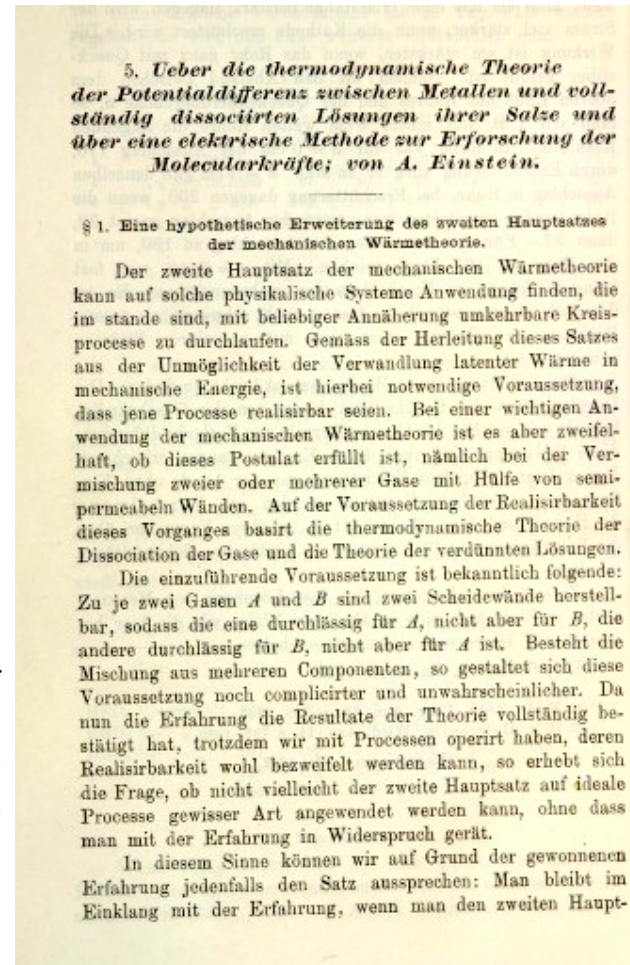 5. Ueber die thermodynamische Theorie
der Potentialdifferenz zwischen Metallen und voll-
ständig dissociirten Lösungen ihrer Salze und
über eine elektrische Methode zur Erforschung der
Molecularkräfte; von A. Einstein.
§ 1. Eine hypothetische Erweiterung des zweiten Hauptsatzes
der mechanischen Wärmetheorie.
Der zweite Hauptsatz der mechanischen Wärmetheorie
kann auf solche physikalische Systeme Anwendung finden, die
im stande sind, mit beliebiger Annäherung umkehrbare Kreis-
processe zu durchlaufen. Gemäss der Herleitung dieses Satzes
aus der Unmöglichkeit der Verwandlung latenter Wärme in
mechanische Energie, ist hierbei notwendige Voraussetzung,
dass jene Processe realisirbar seien. Bei einer wichtigen An-
wendung der mechanischen Wärmetheorie ist es aber zweifel-
haft, ob dieses Postulat erfüllt ist, nämlich bei der Ver-
mischung zweier oder mehrerer Gase mit Hülfe von semi-
permeabeln Wänden. Auf der Voraussetzung der Realisirbarkeit
dieses Vorganges basirt die thermodynamische Theorie der
Dissociation der Gase und die Theorie der verdünnten Lösungen.
Die einzuführende Voraussetzung ist bekanntlich folgende:
Zu je zwei Gasen A und B sind zwei Scheidewände herstell-
bar, sodass die eine durchlässig für A, nicht aber für B, die
andere durchlässig für B, nicht aber für A ist. Besteht die
Mischung aus mehreren Componenten, so gestaltet sich diese
Voraussetzung noch complicirter und unwahrscheinlicher. Da
nun die Erfahrung die Resultate der Theorie vollständig be-
stätigt hat, trotzdem wir mit Processen operirt haben, deren
Realisirbarkeit wohl bezweifelt werden kann, so erhebt sich
die Frage, ob nicht vielleicht der zweite Hauptsatz auf ideale
Processe gewisser Art angewendet werden kann, ohne dass
man mit der Erfahrung in Widerspruch gerät.
In diesem Sinne können wir auf Grund der gewonnenen
Erfahrung jedenfalls den Satz aussprechen: Man bleibt im
Einklang mit der Erfahrung, wenn man den zweiten Haupt-